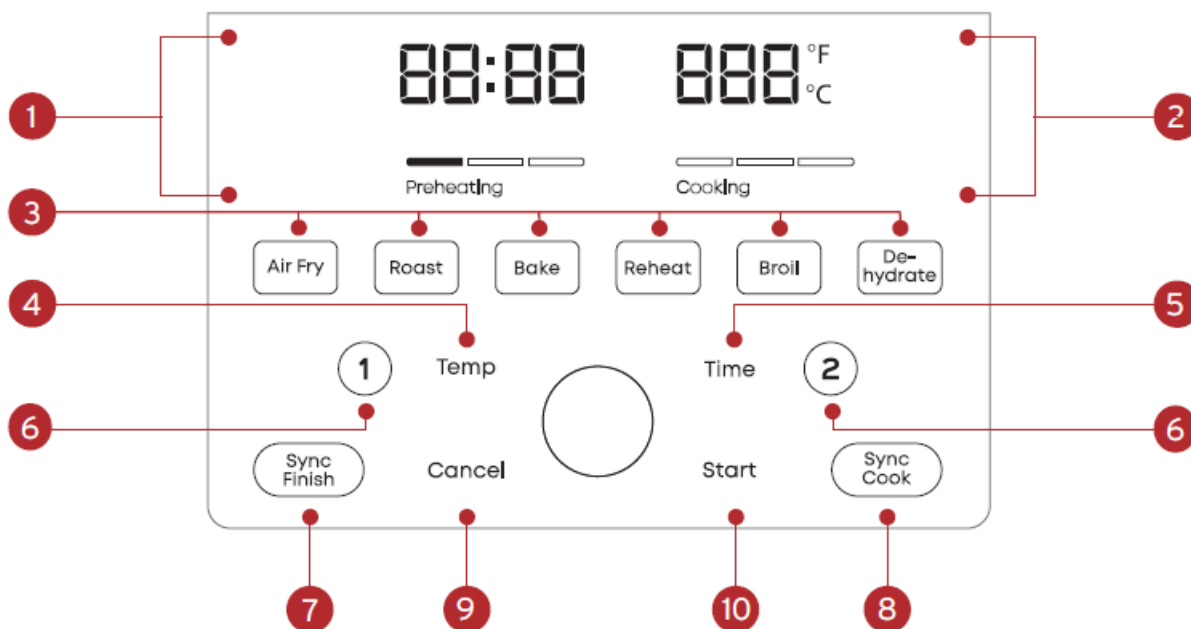 88:88 888 °F
°C
1 2
Preheating Cooking
3
Air Fry Roast Bake Reheat Broil De-
hydrate
4 5
1 Temp Time 2
6 6
Sync
Finish Cancel Start Sync
Cook
7 9 10 8